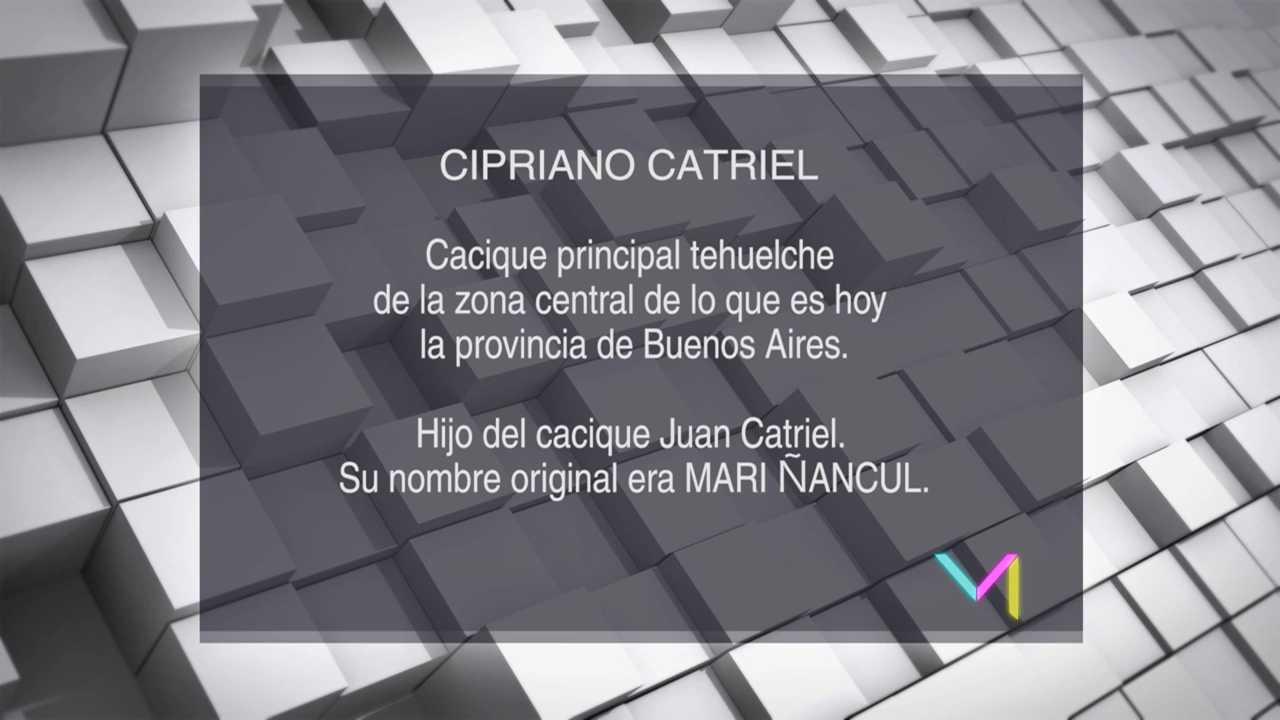 CIPRIANO CATRIEL
Cacique principal tehuelche
de la zona central de lo que es hoy
la provincia de Buenos Aires.
Hijo del cacique Juan Catriel.
Su nombre original era MARI ÑANCUL.